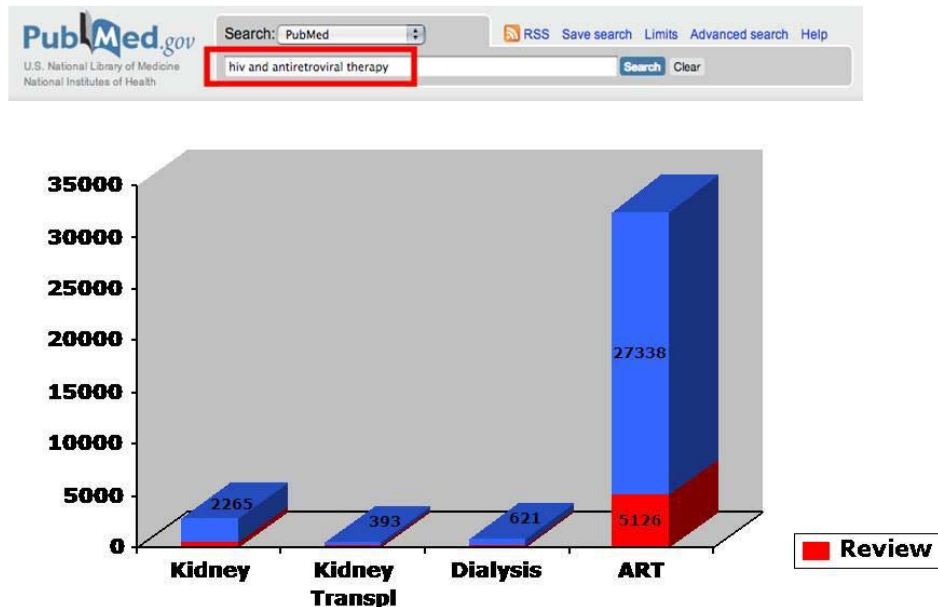 PubMed.gov
U.S. National Library of Medicine
National Institutes of Health
Search: PubMed
RSS Save search Limits Advanced search Help
hiv and antiretroviral therapy
Search Clear
35000
30000
25000
20000
15000
10000
5000
0
2265
393
621
27338
5126
Kidney
Kidney
Transpl
Dialysis
ART
Review